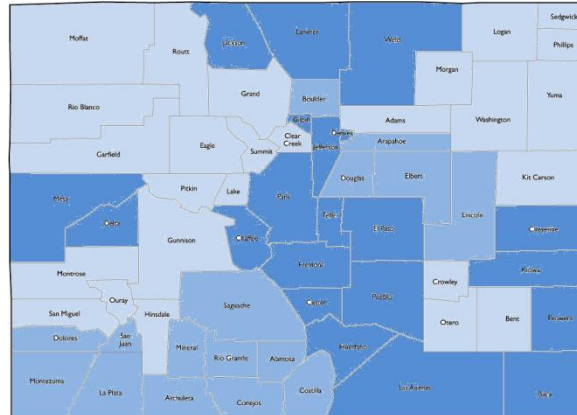 Sedgwick
Moffat
Jackson
Larimer
Weld
Logan
Phillips
Routt
Morgan
Grand
Boulder
Yuma
Rio Blanco
Gilpin
Adams
Washington
Denver
Clear
Creek
Jefferson
Arapahoe
Eagle
Summit
Garfield
Douglas
Elbert
Kit Carson
Pitkin
Lake
Mesa
Park
Lincoln
Delta
Teller
El Paso
Cheyenne
Chaffee
Gunnison
Fremont
Kiowa
Montrose
Crowley
Ouray
Custer
Pueblo
San Miguel
Hinsdale
Saguache
Otero
Bent
Prowers
Dolores
San
Juan
Mineral
Rio Grande
Alamosa
Huerfano
Montezuma
La Plata
Archuleta
Conejos
Costilla
Las Animas
Baca